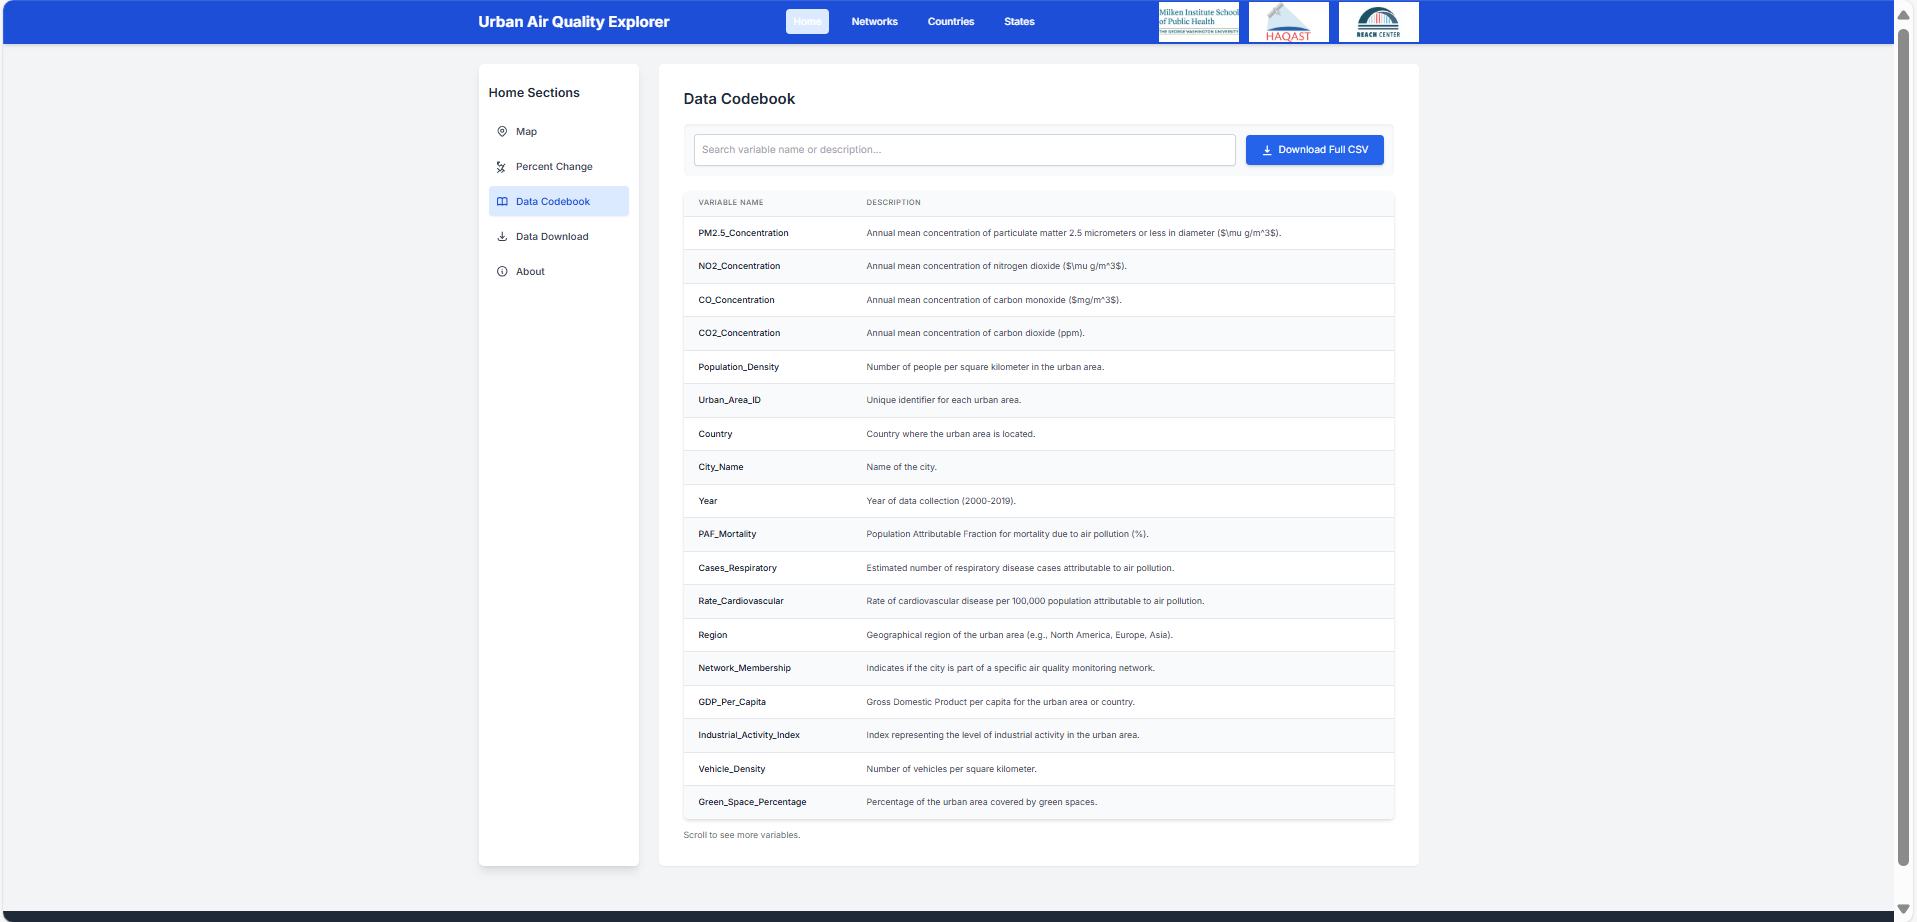 Urban Air Quality Explorer
Home
Networks
Countries
States
Milken Institute School
of Public Health
THE GEORGE WASHINGTON UNIVERSITY
HAQAST
REACH CENTER
Home Sections
Map
Percent Change
Data Codebook
Data Download
About
Data Codebook
Search variable name or description...
Download Full CSV
VARIABLE NAME DESCRIPTION
PM2.5_Concentration Annual mean concentration of particulate matter 2.5 micrometers or less in diameter ($\mu g/m^3$).
NO2_Concentration Annual mean concentration of nitrogen dioxide ($\mu g/m^3$).
CO_Concentration Annual mean concentration of carbon monoxide ($mg/m^3$).
CO2_Concentration Annual mean concentration of carbon dioxide (ppm).
Population_Density Number of people per square kilometer in the urban area.
Urban_Area_ID Unique identifier for each urban area.
Country Country where the urban area is located.
City_Name Name of the city.
Year Year of data collection (2000-2019).
PAF_Mortality Population Attributable Fraction for mortality due to air pollution (%).
Cases_Respiratory Estimated number of respiratory disease cases attributable to air pollution.
Rate_Cardiovascular Rate of cardiovascular disease per 100,000 population attributable to air pollution.
Region Geographical region of the urban area (e.g., North America, Europe, Asia).
Network_Membership Indicates if the city is part of a specific air quality monitoring network.
GDP_Per_Capita Gross Domestic Product per capita for the urban area or country.
Industrial_Activity_Index Index representing the level of industrial activity in the urban area.
Vehicle_Density Number of vehicles per square kilometer.
Green_Space_Percentage Percentage of the urban area covered by green spaces.
Scroll to see more variables.